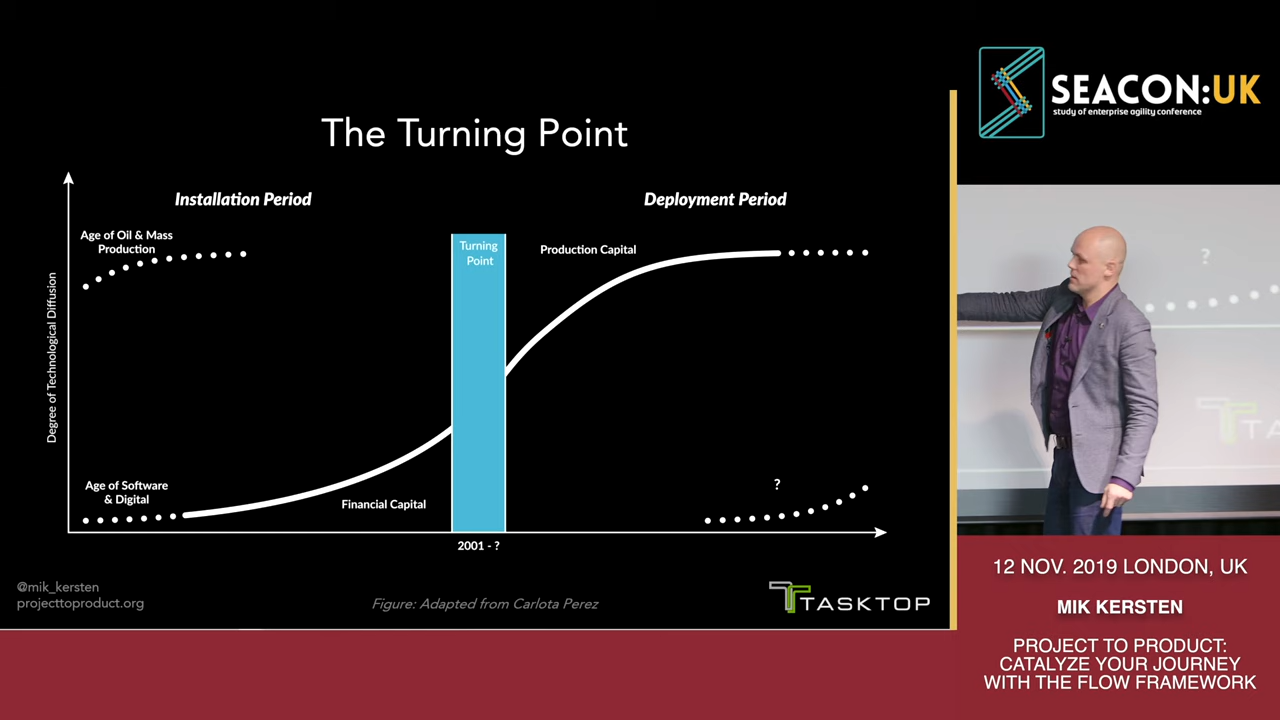 The Turning Point
Installation Period
Deployment Period
Age of Oil & Mass
Production
Turning
Point
Production Capital
Degree of Technological Diffusion
Age of Software
& Digital
Financial Capital
?
2001 - ?
@mik_kersten
projecttoproduct.org
Figure: Adapted from Carlota Perez
TASKTOP
SEACON:UK
study of enterprise agility conference
?
TASK
12 NOV. 2019 LONDON, UK
MIK KERSTEN
PROJECT TO PRODUCT:
CATALYZE YOUR JOURNEY
WITH THE FLOW FRAMEWORK